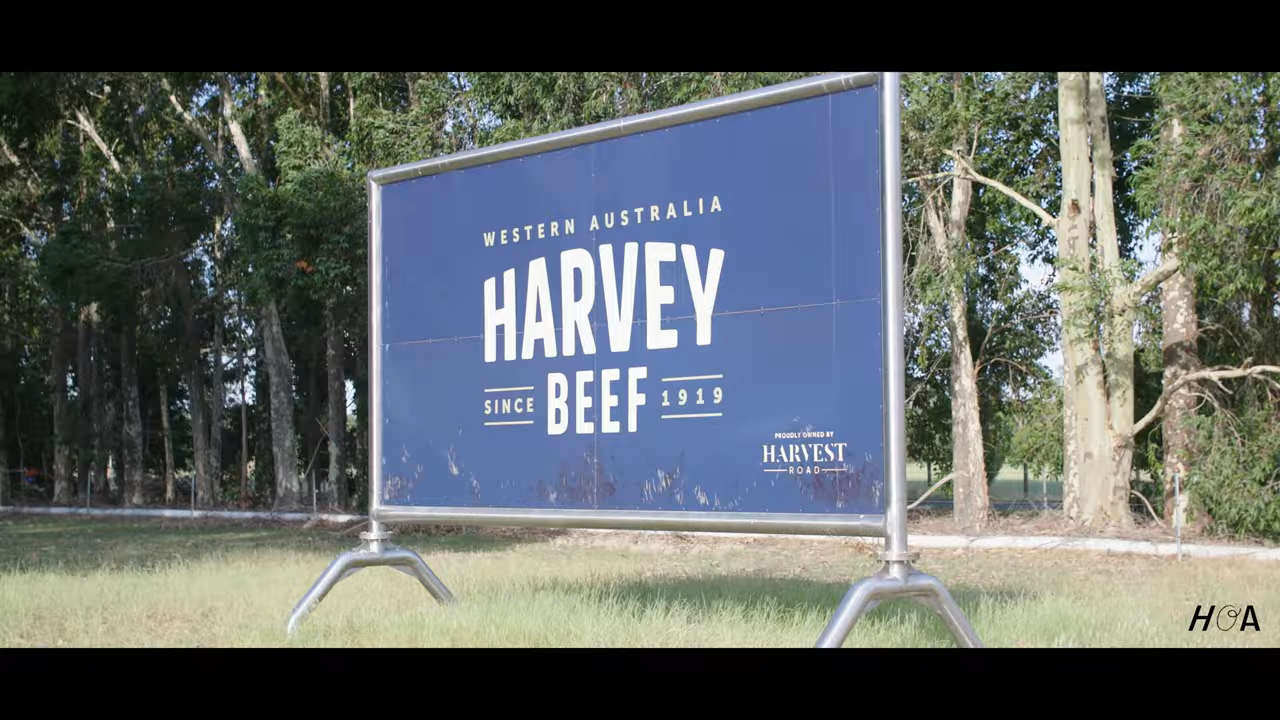 WESTERN AUSTRALIA
HARVEY
SINCE BEEF 1919
PROUDLY OWNED BY
HARVEST
ROAD
HOA